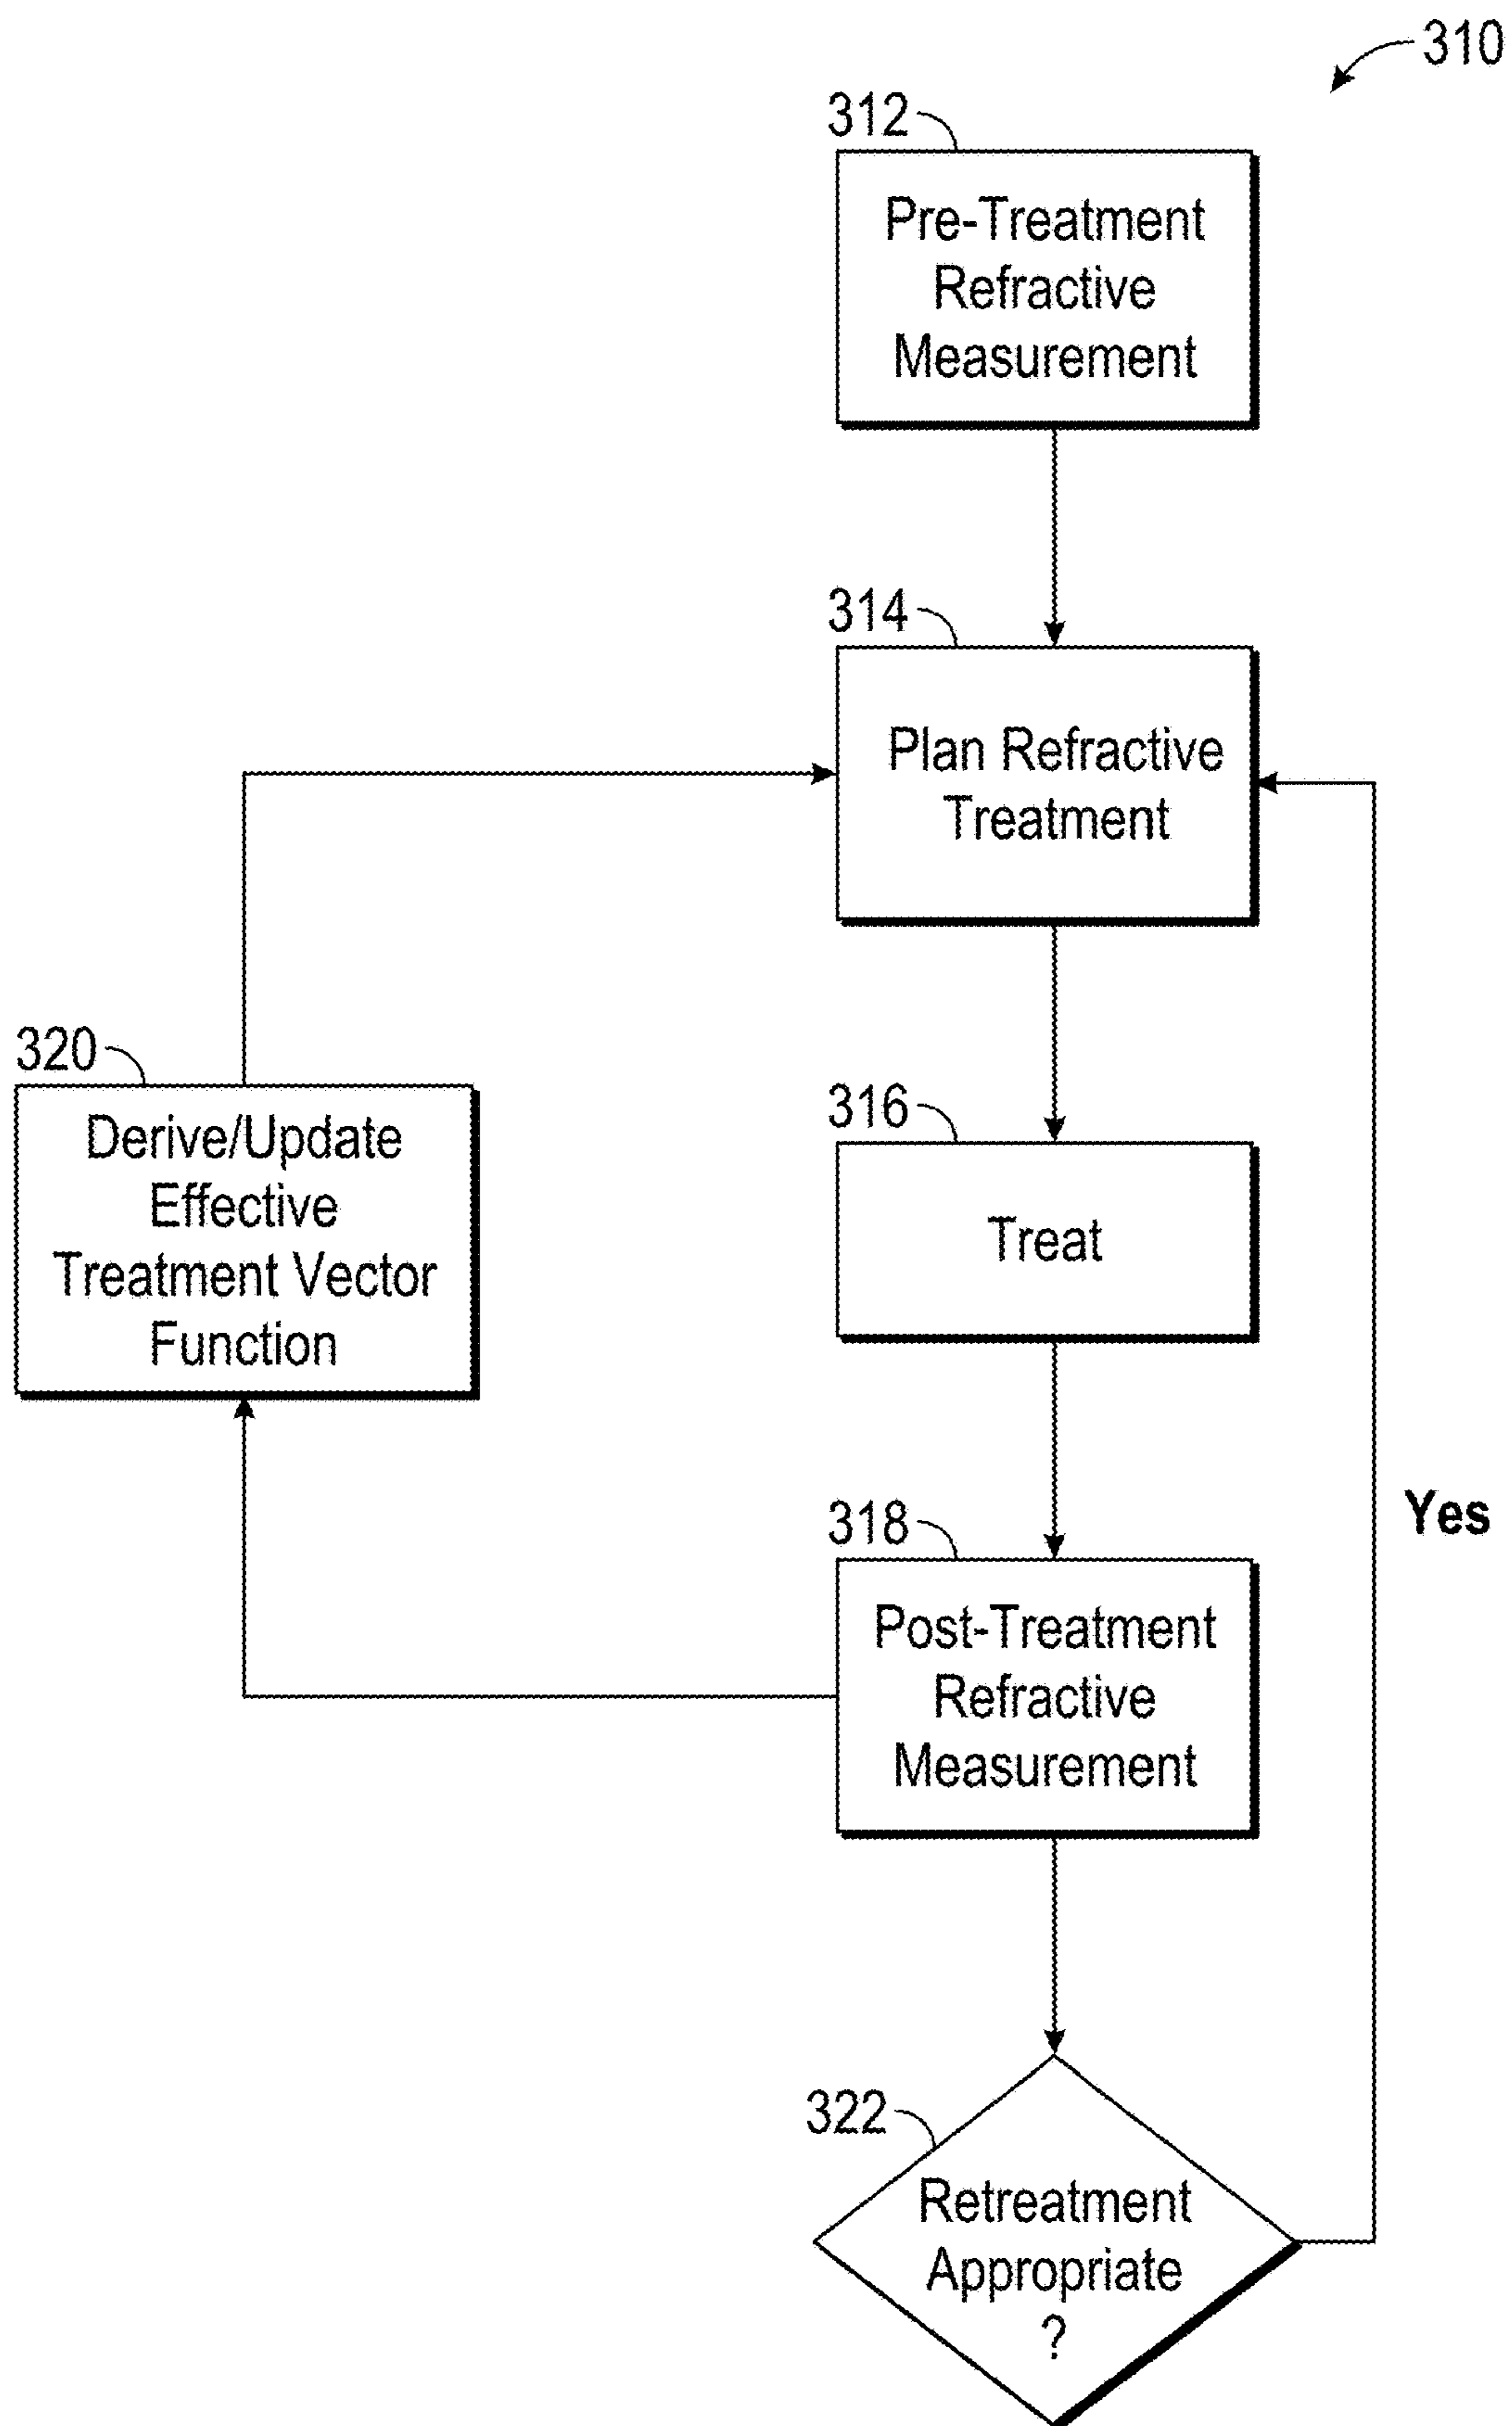 310
312
Pre-Treatment
Refractive
Measurement
314
Plan Refractive
Treatment
320
Derive/Update
Effective
Treatment Vector
Function
316
Treat
Yes
318
Post-Treatment
Refractive
Measurement
322
Retreatment
Appropriate
?